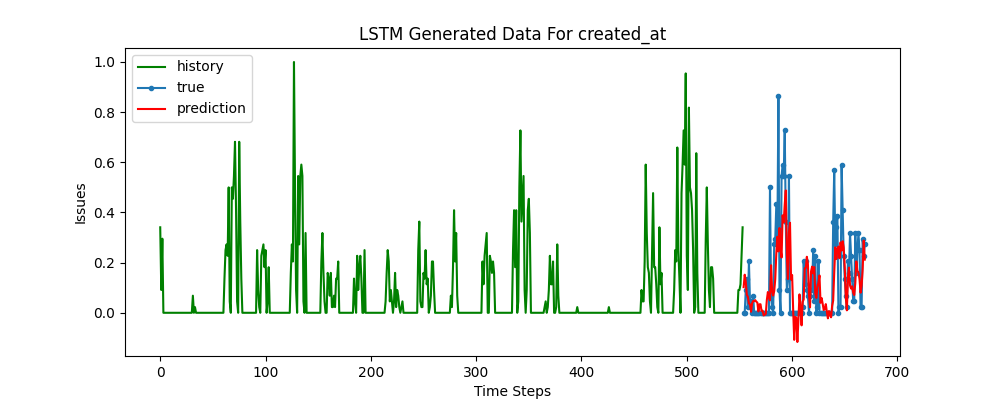 LSTM Generated Data For created_at
history
true
prediction
Issues
1.0
0.8
0.6
0.4
0.2
0.0
0 100 200 300 400 500 600 700
Time Steps